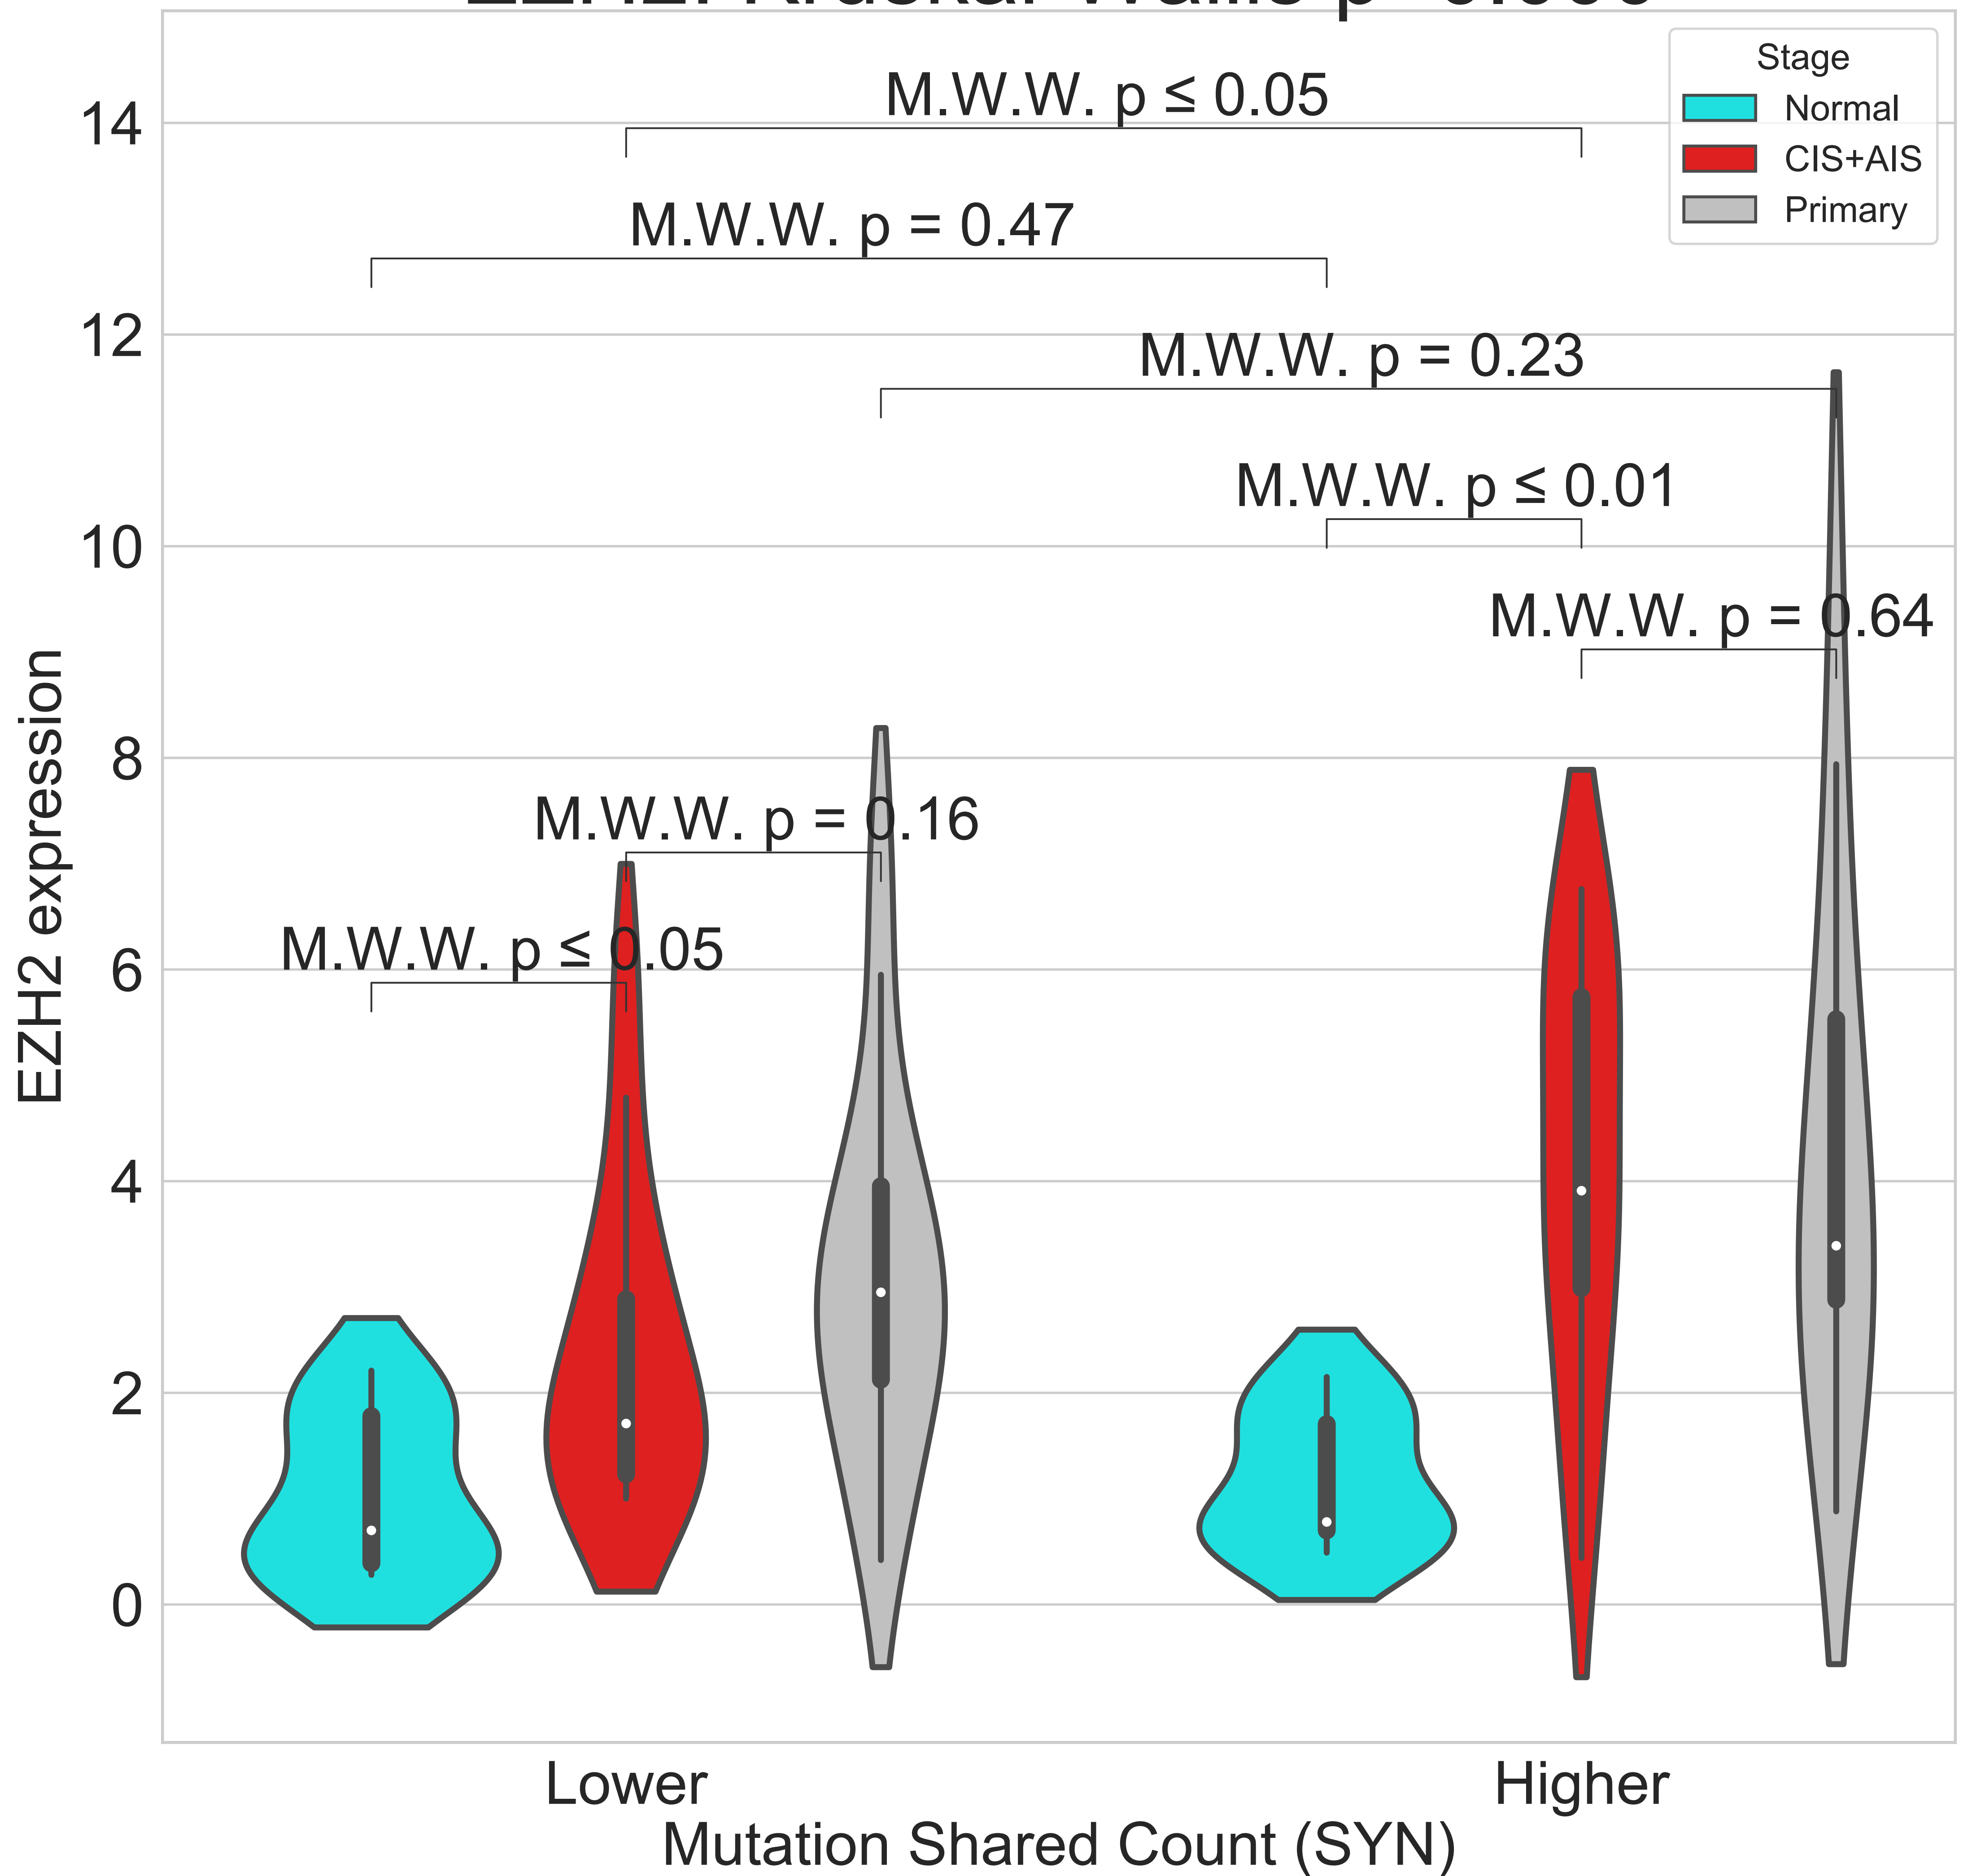 Stage
Normal
CIS+AIS
Primary
M.W.W. p ≤ 0.05
M.W.W. p = 0.47
M.W.W. p = 0.23
M.W.W. p ≤ 0.01
M.W.W. p = 0.64
M.W.W. p = 0.16
M.W.W. p ≤ 0.05
14
12
10
8
6
4
2
0
EZH2 expression
Lower
Higher
Mutation Shared Count (SYN)